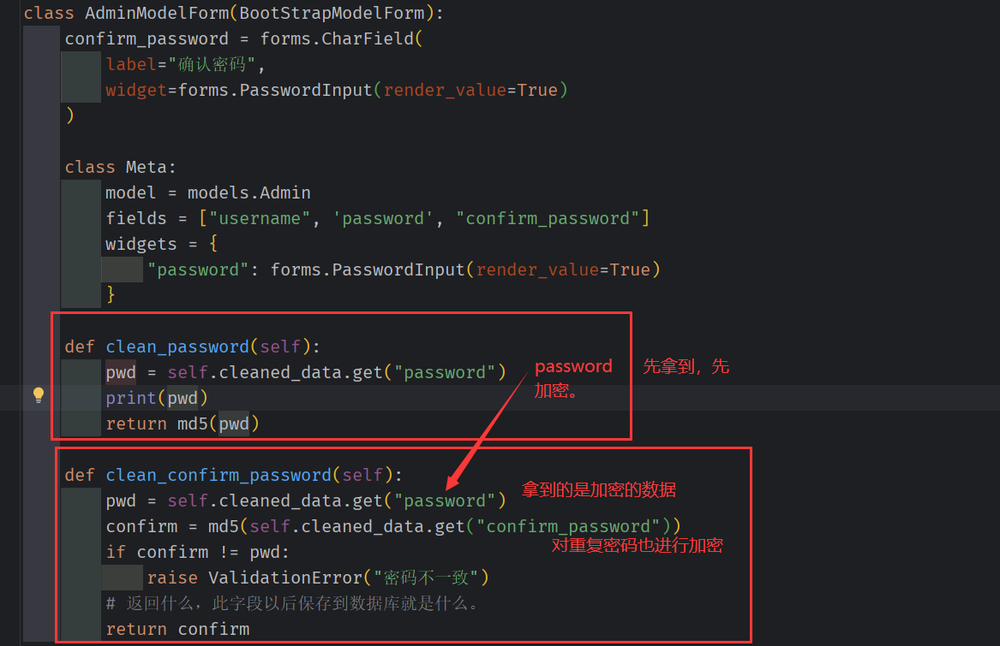 class AdminModelForm(BootStrapModelForm):
    confirm_password = forms.CharField(
        label="确认密码",
        widget=forms.PasswordInput(render_value=True)
    )

    class Meta:
        model = models.Admin
        fields = ["username", 'password', "confirm_password"]
        widgets = {
            "password": forms.PasswordInput(render_value=True)
        }

    def clean_password(self):
        pwd = self.cleaned_data.get("password")
        print(pwd)
        return md5(pwd)
password
加密。
先拿到，先

    def clean_confirm_password(self):
        pwd = self.cleaned_data.get("password")
拿到的是加密的数据
        confirm = md5(self.cleaned_data.get("confirm_password"))
对重复密码也进行加密
        if confirm != pwd:
            raise ValidationError("密码不一致")
        # 返回什么，此字段以后保存到数据库就是什么。
        return confirm